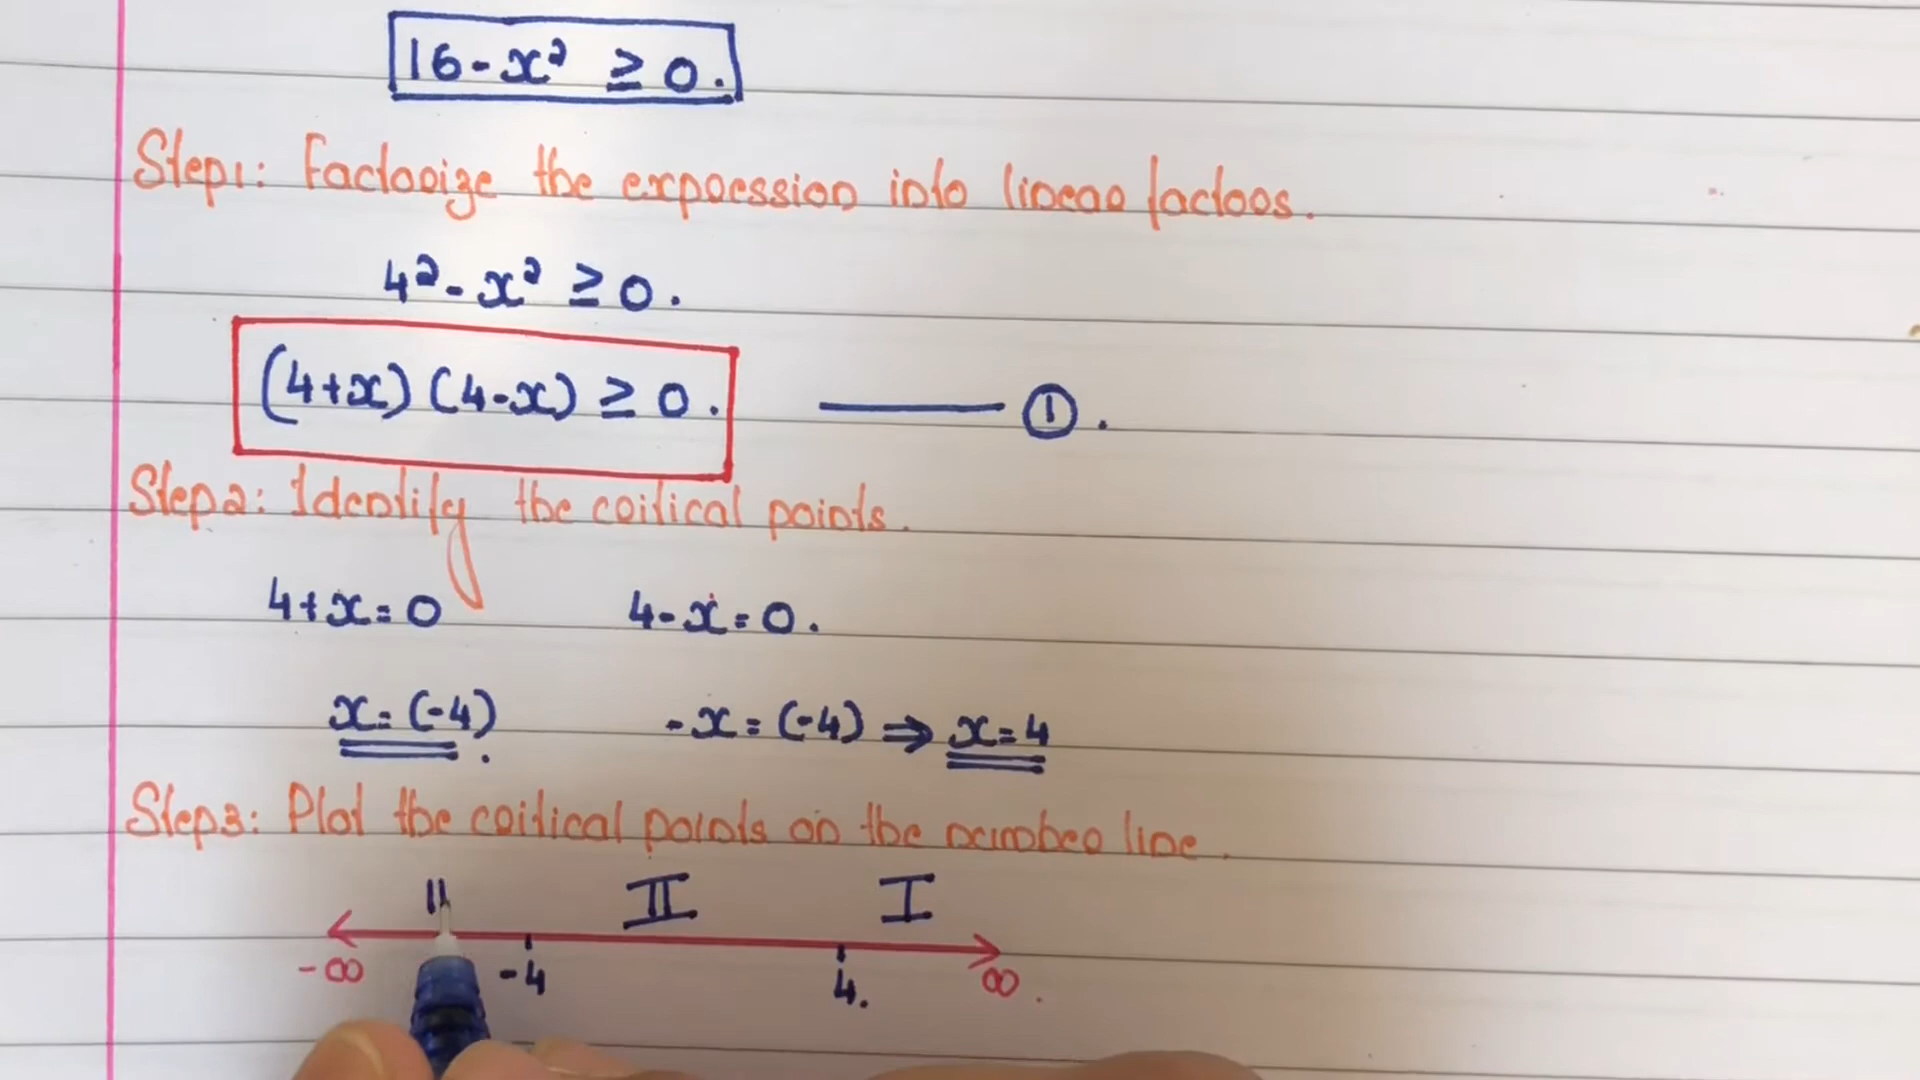 16-x² ≥ 0.
Step1: Factorize the expression into linear factors.
4²-x² ≥ 0.
(4+x) (4-x) ≥ 0. ——— ①.
Step2: Identify the critical points.
4+x=0 4-x=0.
x=(-4). -x=(-4) ⇒ x=4
Step3: Plot the critical points on the number line.
II II I
-∞ -4 4. ∞.